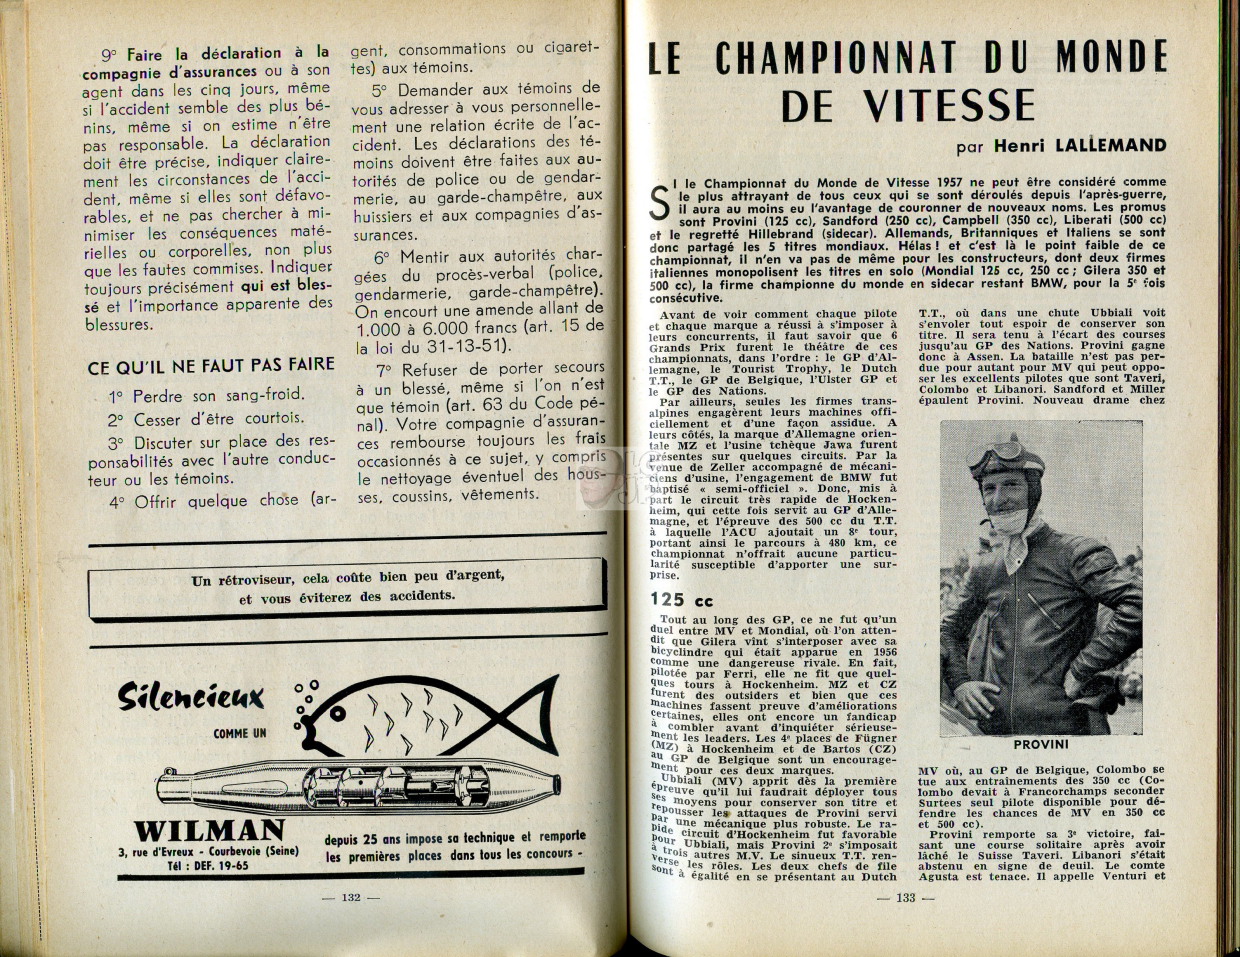 9° Faire la déclaration à la
compagnie d'assurances ou à son
agent dans les cinq jours, même
si l'accident semble des plus bé-
nins, même si on estime n'être
pas responsable. La déclaration
doit être précise, indiquer claire-
ment les circonstances de l'acci-
dent, même si elles sont défavo-
rables, et ne pas chercher à mi-
nimiser les conséquences maté-
rielles ou corporelles, non plus
que les fautes commises. Indiquer
toujours précisément qui est bles-
sé et l'importance apparente des
blessures.
CE QU'IL NE FAUT PAS FAIRE
1° Perdre son sang-froid.
2° Cesser d'être courtois.
3° Discuter sur place des res-
ponsabilités avec l'autre conduc-
teur ou les témoins.
4° Offrir quelque chose (ar-
gent, consommations ou cigaret-
tes) aux témoins.
5° Demander aux témoins de
vous adresser à vous personnelle-
ment une relation écrite de l'ac-
cident. Les déclarations des té-
moins doivent être faites aux au-
torités de police ou de gendar-
merie, au garde-champêtre, aux
huissiers et aux compagnies d'as-
surances.
6° Mentir aux autorités char-
gées du procès-verbal (police,
gendarmerie, garde-champêtre).
On encourt une amende allant de
1.000 à 6.000 francs (art. 15 de
la loi du 31-13-51).
7° Refuser de porter secours
à un blessé, même si l'on n'est
que témoin (art. 63 du Code pé-
nal). Votre compagnie d'assuran-
ces rembourse toujours les frais
occasionnés à ce sujet, y compris
le nettoyage éventuel des hous-
ses, coussins, vêtements.
Un rétroviseur, cela coûte bien peu d'argent,
et vous éviterez des accidents.
Silencieux
COMME UN
WILMAN
3, rue d'Evreux - Courbevoie (Seine)
Tél : DEF. 19-65
depuis 25 ans impose sa technique et remporte
les premières places dans tous les concours -
— 132 —
LE CHAMPIONNAT DU MONDE
DE VITESSE
par Henri LALLEMAND
SI le Championnat du Monde de Vitesse 1957 ne peut être considéré comme
le plus attrayant de tous ceux qui se sont déroulés depuis l'après-guerre,
il aura au moins eu l'avantage de couronner de nouveaux noms. Les promus
sont Provini (125 cc), Sandford (250 cc), Campbell (350 cc), Liberati (500 cc)
et le regretté Hillebrand (sidecar). Allemands, Britanniques et Italiens se sont
donc partagé les 5 titres mondiaux. Hélas ! et c'est là le point faible de ce
championnat, il n'en va pas de même pour les constructeurs, dont deux firmes
italiennes monopolisent les titres en solo (Mondial 125 cc, 250 cc ; Gilera 350 et
500 cc), la firme championne du monde en sidecar restant BMW, pour la 5e fois
consécutive.
Avant de voir comment chaque pilote
et chaque marque a réussi à s'imposer à
leurs concurrents, il faut savoir que 6
Grands Prix furent le théâtre de ces
championnats, dans l'ordre : le GP d'Al-
lemagne, le Tourist Trophy, le Dutch
T.T., le GP de Belgique, l'Ulster GP et
le GP des Nations.
Par ailleurs, seules les firmes trans-
alpines engagèrent leurs machines offi-
ciellement et d'une façon assidue. A
leurs côtés, la marque d'Allemagne orien-
tale MZ et l'usine tchèque Jawa furent
présentes sur quelques circuits. Par la
venue de Zeller accompagné de mécani-
ciens d'usine, l'engagement de BMW fut
baptisé « semi-officiel ». Donc, mis à
part le circuit très rapide de Hocken-
heim, qui cette fois servit au GP d'Alle-
magne, et l'épreuve des 500 cc du T.T.
à laquelle l'ACU ajoutait un 8e tour,
portant ainsi le parcours à 480 km, ce
championnat n'offrait aucune particu-
larité susceptible d'apporter une sur-
prise.
125 cc
Tout au long des GP, ce ne fut qu'un
duel entre MV et Mondial, où l'on atten-
dit que Gilera vînt s'interposer avec sa
bicylindre qui était apparue en 1956
comme une dangereuse rivale. En fait,
pilotée par Ferri, elle ne fit que quel-
ques tours à Hockenheim. MZ et CZ
furent des outsiders et bien que ces
machines fassent preuve d'améliorations
certaines, elles ont encore un fandicap
à combler avant d'inquiéter sérieuse-
ment les leaders. Les 4e places de Fügner
(MZ) à Hockenheim et de Bartos (CZ)
au GP de Belgique sont un encourage-
ment pour ces deux marques.
Ubbiali (MV) apprit dès la première
épreuve qu'il lui faudrait déployer tous
ses moyens pour conserver son titre et
repousser les attaques de Provini servi
par une mécanique plus robuste. Le ra-
pide circuit d'Hockenheim fut favorable
pour Ubbiali, mais Provini 2e s'imposait
à trois autres M.V. Le sinueux T.T. ren-
verse les rôles. Les deux chefs de file
sont à égalité en se présentant au Dutch
T.T., où dans une chute Ubbiali voit
s'envoler tout espoir de conserver son
titre. Il sera tenu à l'écart des courses
jusqu'au GP des Nations. Provini gagne
donc à Assen. La bataille n'est pas per-
due pour autant pour MV qui peut oppo-
ser les excellents pilotes que sont Taveri,
Colombo et Libanori. Sandford et Miller
épaulent Provini. Nouveau drame chez
PROVINI
MV où, au GP de Belgique, Colombo se
tue aux entraînements des 350 cc (Co-
lombo devait à Francorchamps seconder
Surtees seul pilote disponible pour dé-
fendre les chances de MV en 350 cc
et 500 cc).
Provini remporte sa 3e victoire, fai-
sant une course solitaire après avoir
lâché le Suisse Taveri. Libanori s'était
abstenu en signe de deuil. Le comte
Agusta est tenace. Il appelle Venturi et
— 133 —